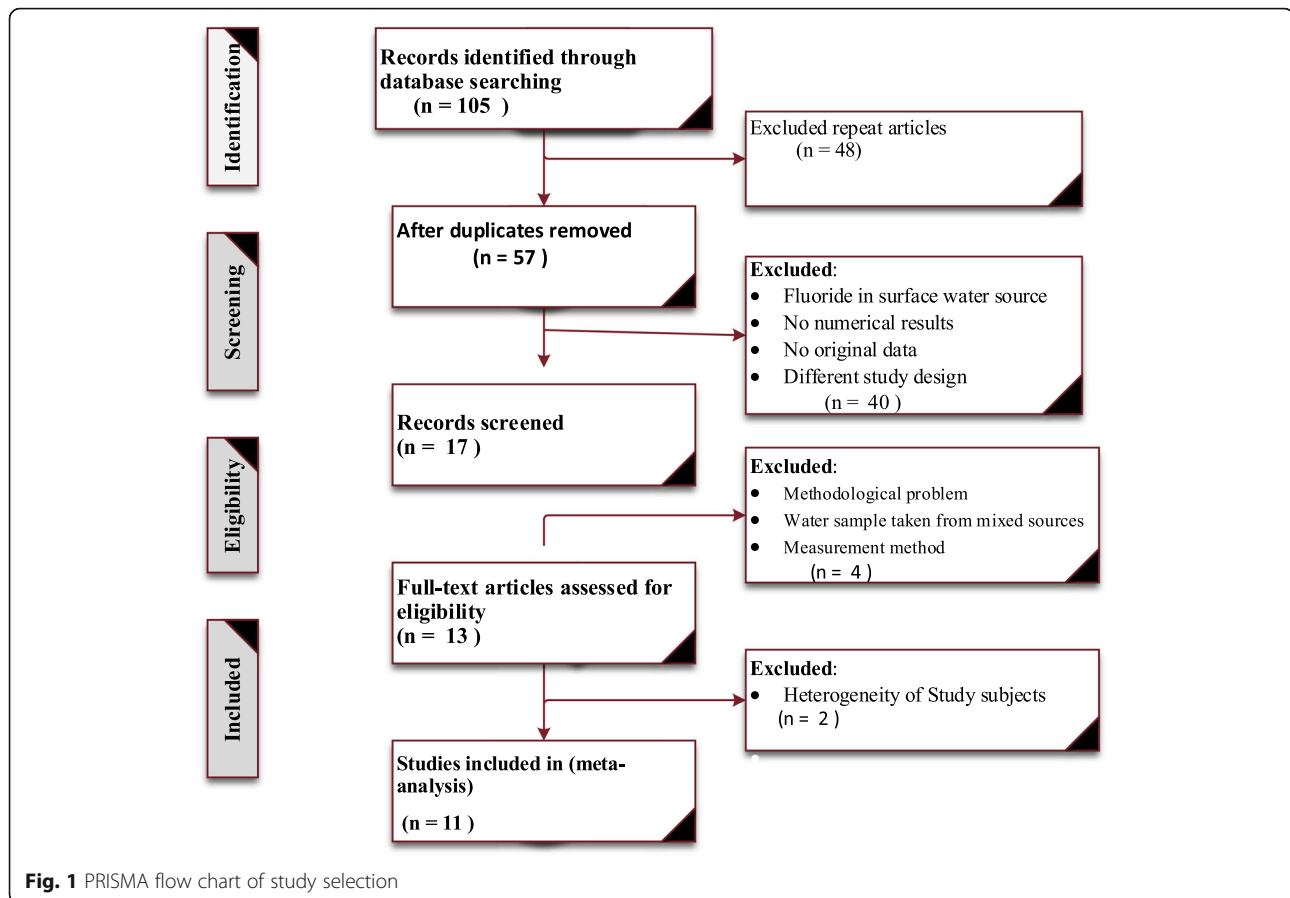 Identification
Records identified through
database searching
(n = 105 )
Excluded repeat articles
(n = 48)
Screening
After duplicates removed
(n = 57 )
Excluded:
● Fluoride in surface water source
● No numerical results
● No original data
● Different study design
(n = 40 )
Records screened
(n = 17 )
Eligibility
Excluded:
● Methodological problem
● Water sample taken from mixed sources
● Measurement method
(n = 4 )
Full-text articles assessed for
eligibility
(n = 13 )
Included
Excluded:
● Heterogeneity of Study subjects
(n = 2 )
Studies included in (meta-
analysis)
(n = 11 )
Fig. 1 PRISMA flow chart of study selection